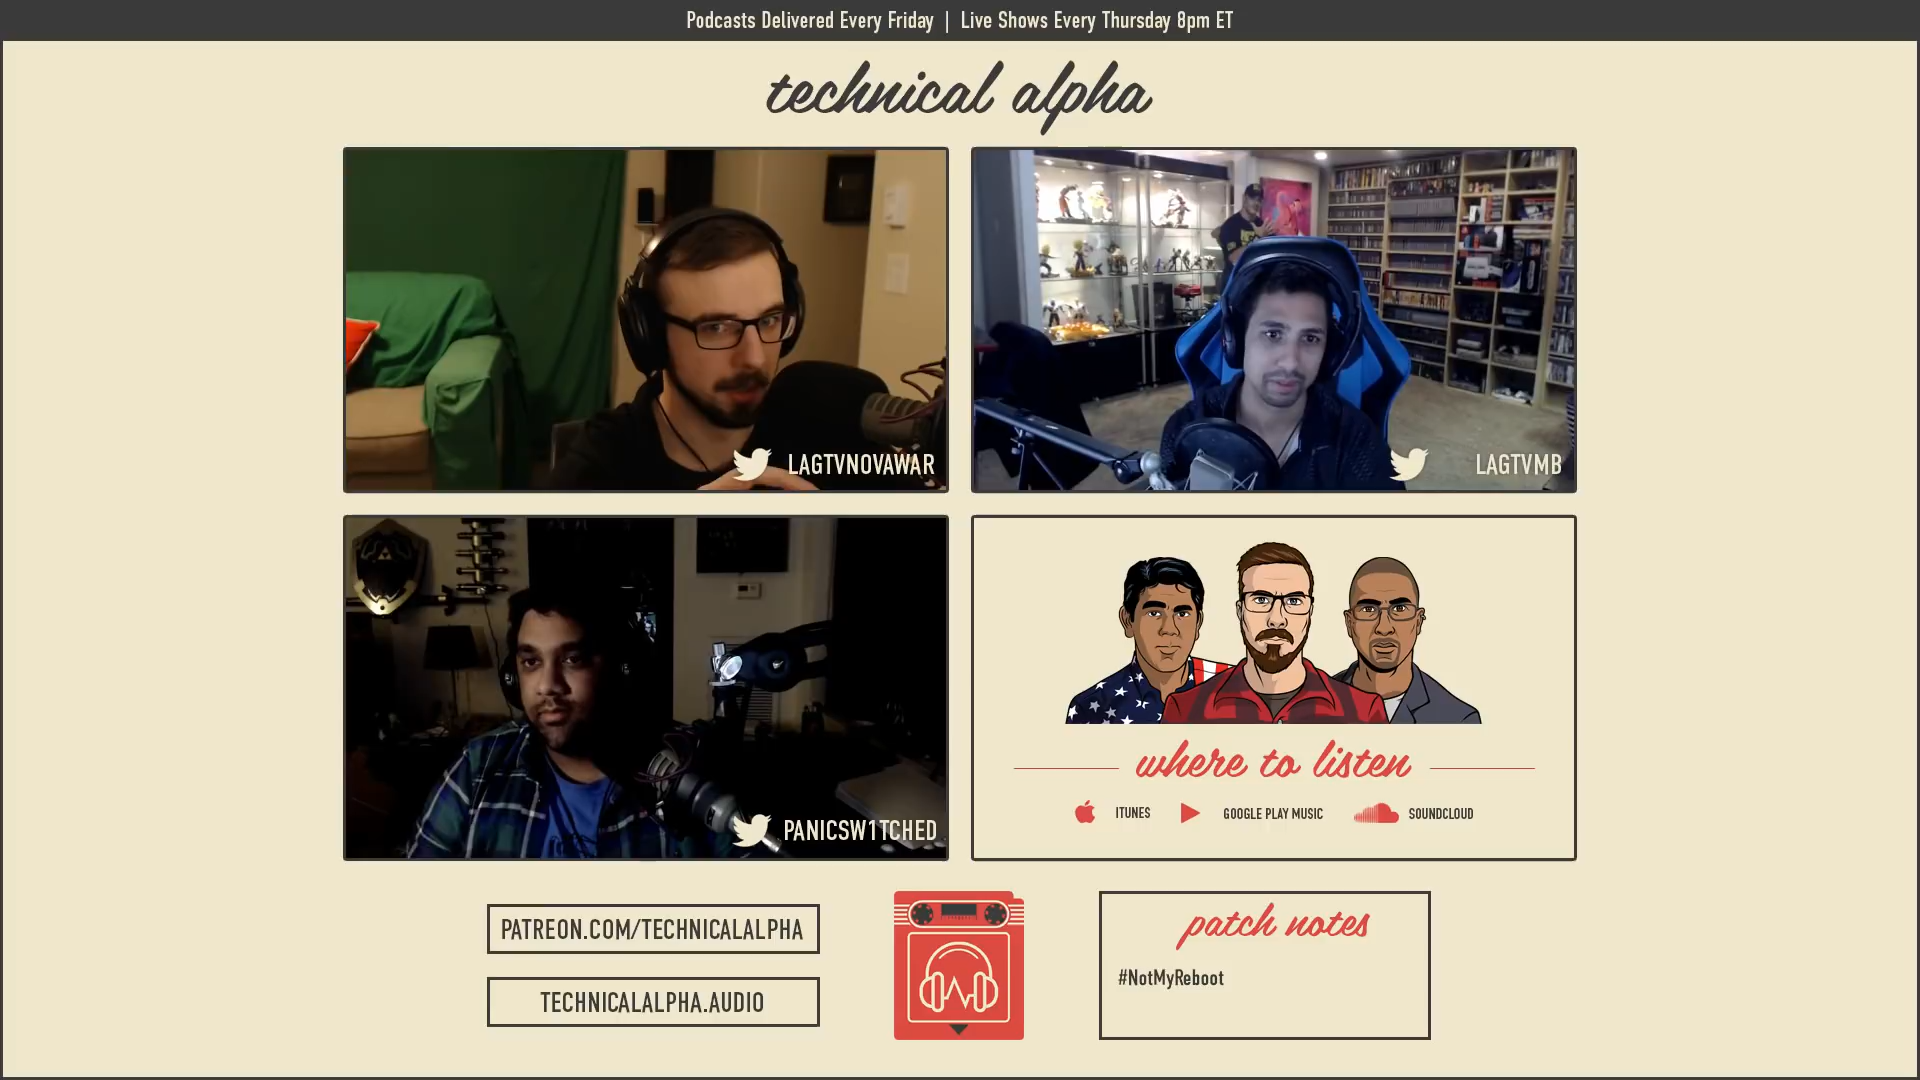 Podcasts Delivered Every Friday | Live Shows Every Thursday 8pm ET
technical alpha
LAGTVNOVAWAR
LAGTVMB
PANICSW1TCHED
where to listen
ITUNES
GOOGLE PLAY MUSIC
SOUNDCLOUD
PATREON.COM/TECHNICALALPHA
TECHNICALALPHA.AUDIO
patch notes
#NotMyReboot